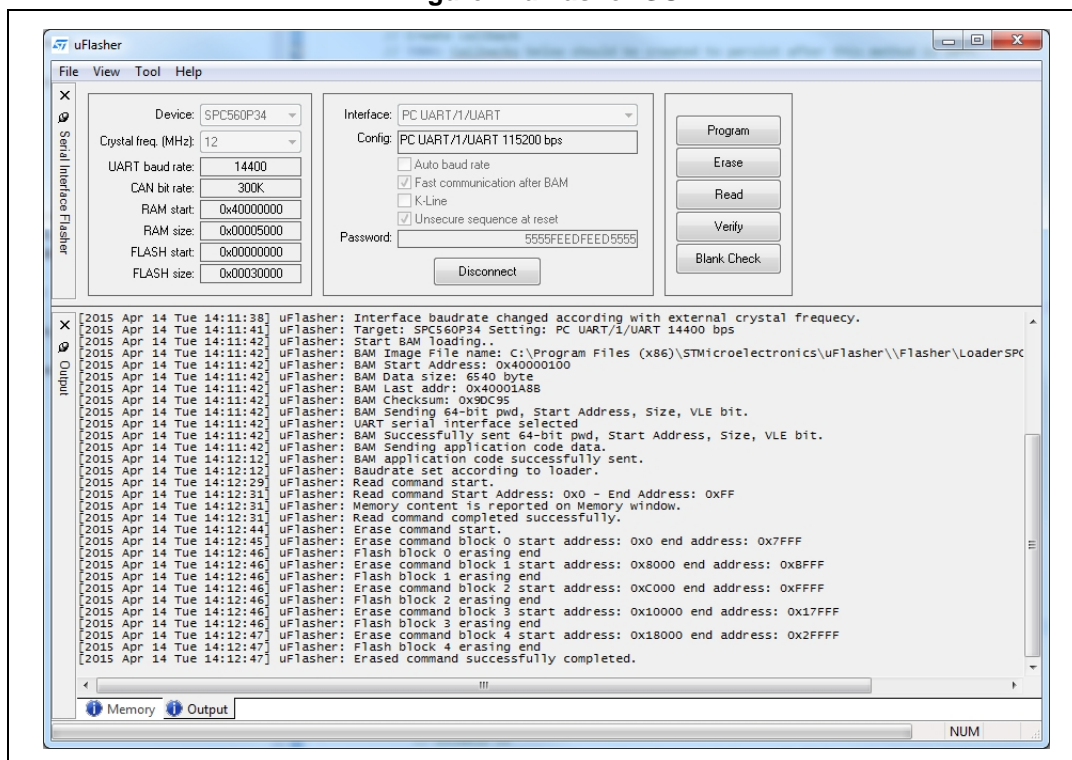 uFlasher
File View Tool Help
Serial Interface Flasher
Device: SPC560P34
Crystal freq. (MHz): 12
UART baud rate: 14400
CAN bit rate: 300K
RAM start: 0x40000000
RAM size: 0x00005000
FLASH start: 0x00000000
FLASH size: 0x00030000
Interface: PC UART/1/UART
Config: PC UART/1/UART 115200 bps
Auto baud rate
Fast communication after BAM
K-Line
Unsecure sequence at reset
Password: 5555FEEDFEED5555
Disconnect
Program
Erase
Read
Verify
Blank Check
Output
[2015 Apr 14 Tue 14:11:38] uFlasher: Interface baudrate changed according with external crystal frequecy.
[2015 Apr 14 Tue 14:11:41] uFlasher: Target: SPC560P34 Setting: PC UART/1/UART 14400 bps
[2015 Apr 14 Tue 14:11:42] uFlasher: Start BAM loading..
[2015 Apr 14 Tue 14:11:42] uFlasher: BAM Image File name: C:\Program Files (x86)\STMicroelectronics\uFlasher\\Flasher\LoaderSPC
[2015 Apr 14 Tue 14:11:42] uFlasher: BAM Start Address: 0x40000100
[2015 Apr 14 Tue 14:11:42] uFlasher: BAM Data size: 6540 byte
[2015 Apr 14 Tue 14:11:42] uFlasher: BAM Last addr: 0x40001A8B
[2015 Apr 14 Tue 14:11:42] uFlasher: BAM Checksum: 0x9DC95
[2015 Apr 14 Tue 14:11:42] uFlasher: BAM Sending 64-bit pwd, Start Address, Size, VLE bit.
[2015 Apr 14 Tue 14:11:42] uFlasher: UART serial interface selected
[2015 Apr 14 Tue 14:11:42] uFlasher: BAM Successfully sent 64-bit pwd, Start Address, Size, VLE bit.
[2015 Apr 14 Tue 14:11:42] uFlasher: BAM Sending application code data.
[2015 Apr 14 Tue 14:12:12] uFlasher: BAM application code successfully sent.
[2015 Apr 14 Tue 14:12:12] uFlasher: Baudrate set according to loader.
[2015 Apr 14 Tue 14:12:29] uFlasher: Read command start.
[2015 Apr 14 Tue 14:12:31] uFlasher: Read command Start Address: 0x0 - End Address: 0xFF
[2015 Apr 14 Tue 14:12:31] uFlasher: Memory content is reported on Memory window.
[2015 Apr 14 Tue 14:12:31] uFlasher: Read command completed successfully.
[2015 Apr 14 Tue 14:12:44] uFlasher: Erase command start.
[2015 Apr 14 Tue 14:12:45] uFlasher: Erase command block 0 start address: 0x0 end address: 0x7FFF
[2015 Apr 14 Tue 14:12:46] uFlasher: Flash block 0 erasing end
[2015 Apr 14 Tue 14:12:46] uFlasher: Erase command block 1 start address: 0x8000 end address: 0xBFFF
[2015 Apr 14 Tue 14:12:46] uFlasher: Flash block 1 erasing end
[2015 Apr 14 Tue 14:12:46] uFlasher: Erase command block 2 start address: 0xC000 end address: 0xFFFF
[2015 Apr 14 Tue 14:12:46] uFlasher: Flash block 2 erasing end
[2015 Apr 14 Tue 14:12:46] uFlasher: Erase command block 3 start address: 0x10000 end address: 0x17FFF
[2015 Apr 14 Tue 14:12:46] uFlasher: Flash block 3 erasing end
[2015 Apr 14 Tue 14:12:47] uFlasher: Erase command block 4 start address: 0x18000 end address: 0x2FFFF
[2015 Apr 14 Tue 14:12:47] uFlasher: Flash block 4 erasing end
[2015 Apr 14 Tue 14:12:47] uFlasher: Erased command successfully completed.
Memory Output
NUM